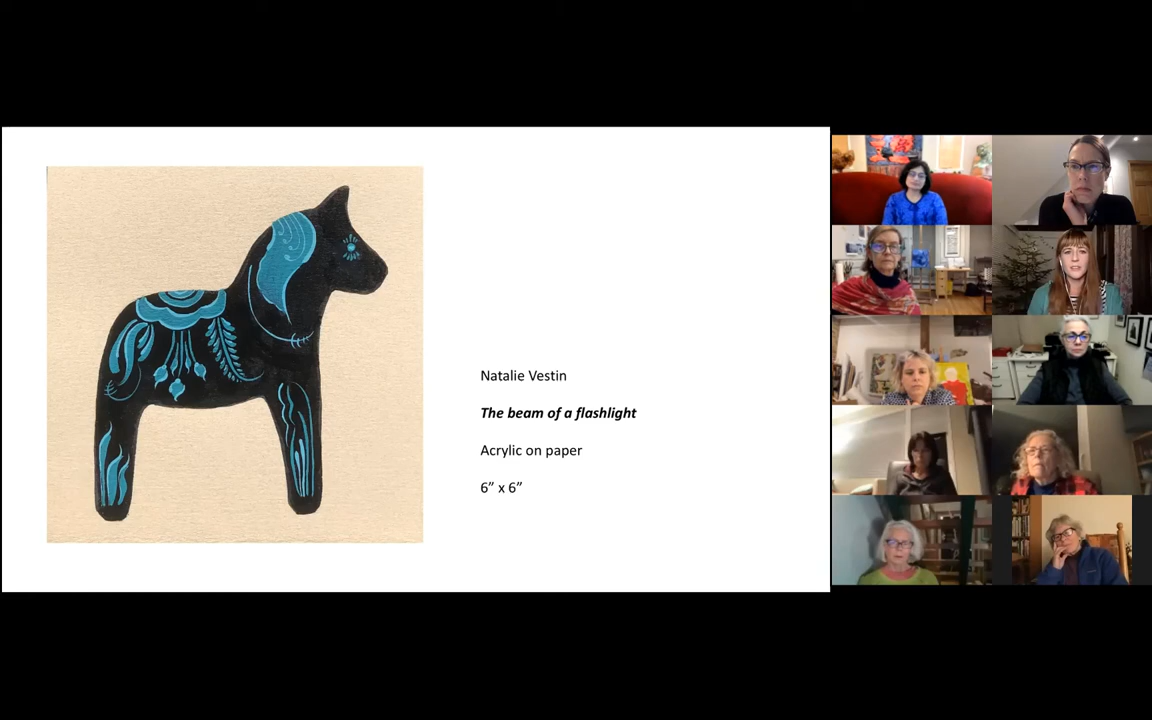 Natalie Vestin
The beam of a flashlight
Acrylic on paper
6” x 6”